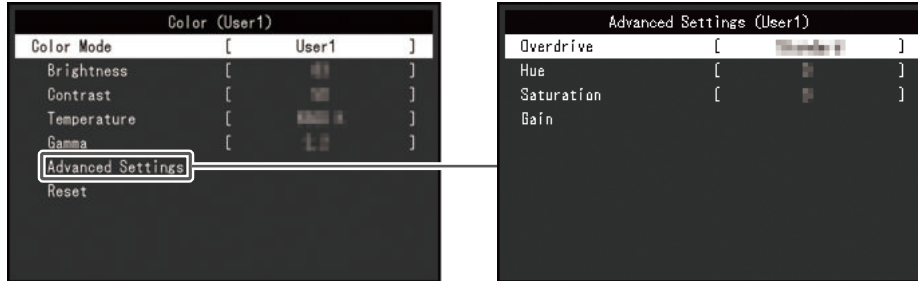 Color (User1)
Color Mode [ User1 ]
Brightness [ ]
Contrast [ ]
Temperature [ ]
Gamma [ ]
Advanced Settings
Reset
Advanced Settings (User1)
Overdrive [ ]
Hue [ ]
Saturation [ ]
Gain